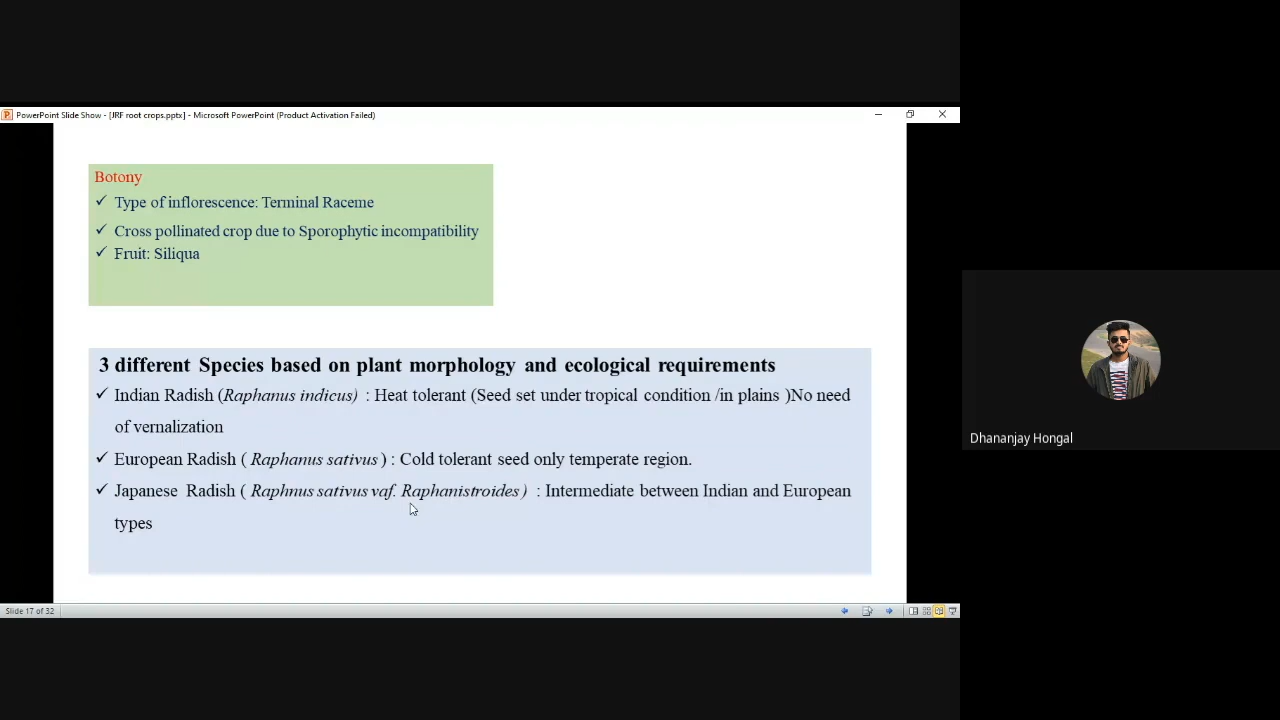 PowerPoint Slide Show - [JRF root crops.pptx] - Microsoft PowerPoint (Product Activation Failed)
Botony
✓ Type of inflorescence: Terminal Raceme
✓ Cross pollinated crop due to Sporophytic incompatibility
✓ Fruit: Siliqua
3 different Species based on plant morphology and ecological requirements
✓ Indian Radish (Raphanus indicus) : Heat tolerant (Seed set under tropical condition /in plains )No need
of vernalization
✓ European Radish ( Raphanus sativus ) : Cold tolerant seed only temperate region.
✓ Japanese Radish ( Raphnus sativus vaf. Raphanistroides) : Intermediate between Indian and European
types
Dhananjay Hongal
Slide 17 of 32